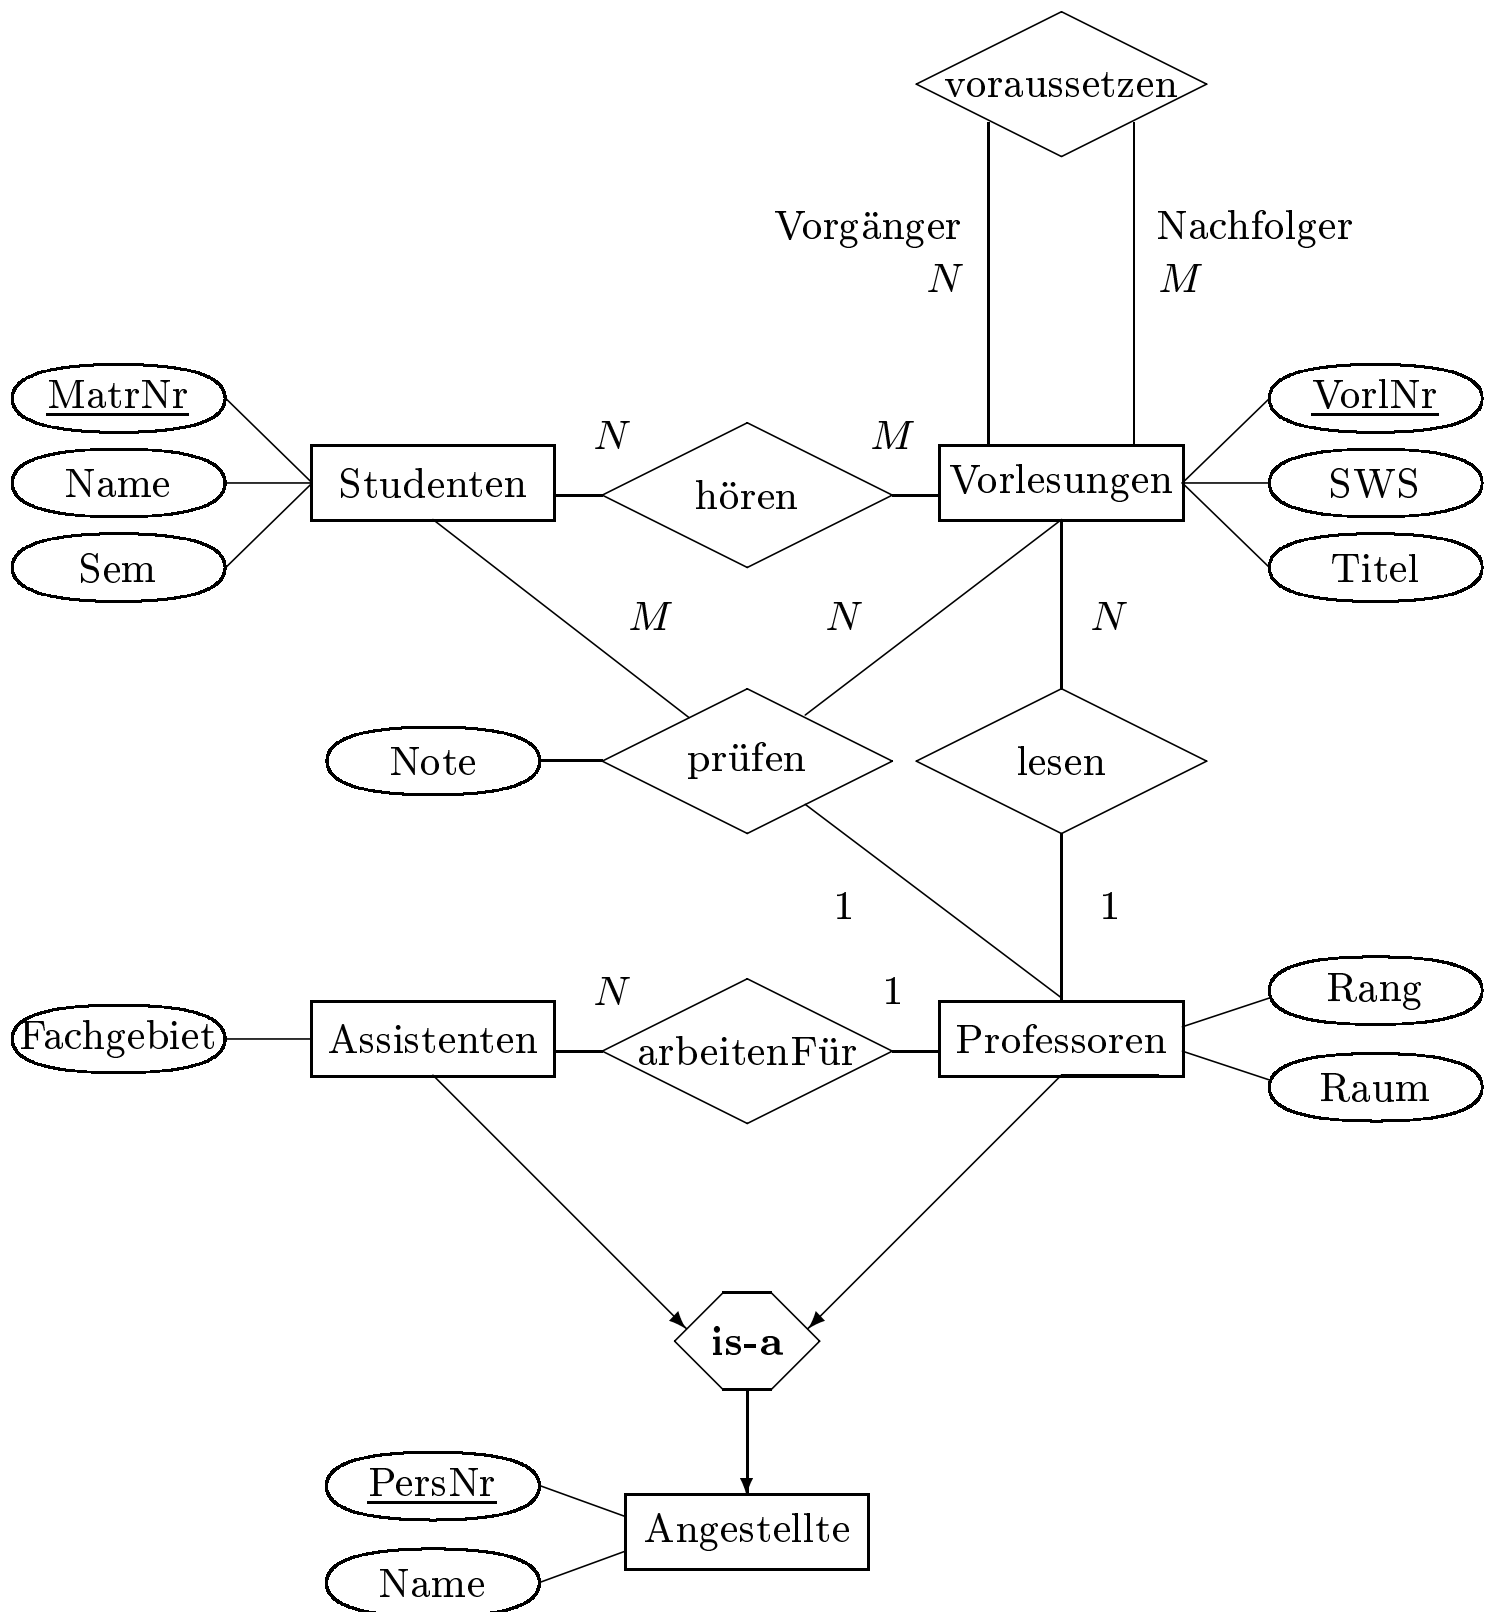 voraussetzen
Vorgänger
Nachfolger
N
M
MatrNr
VorlNr
N
M
Studenten
hören
Vorlesungen
Name
SWS
Sem
Titel
M
N
N
Note
prüfen
lesen
1
1
N
1
Rang
Fachgebiet
Assistenten
arbeitenFür
Professoren
Raum
is-a
PersNr
Angestellte
Name